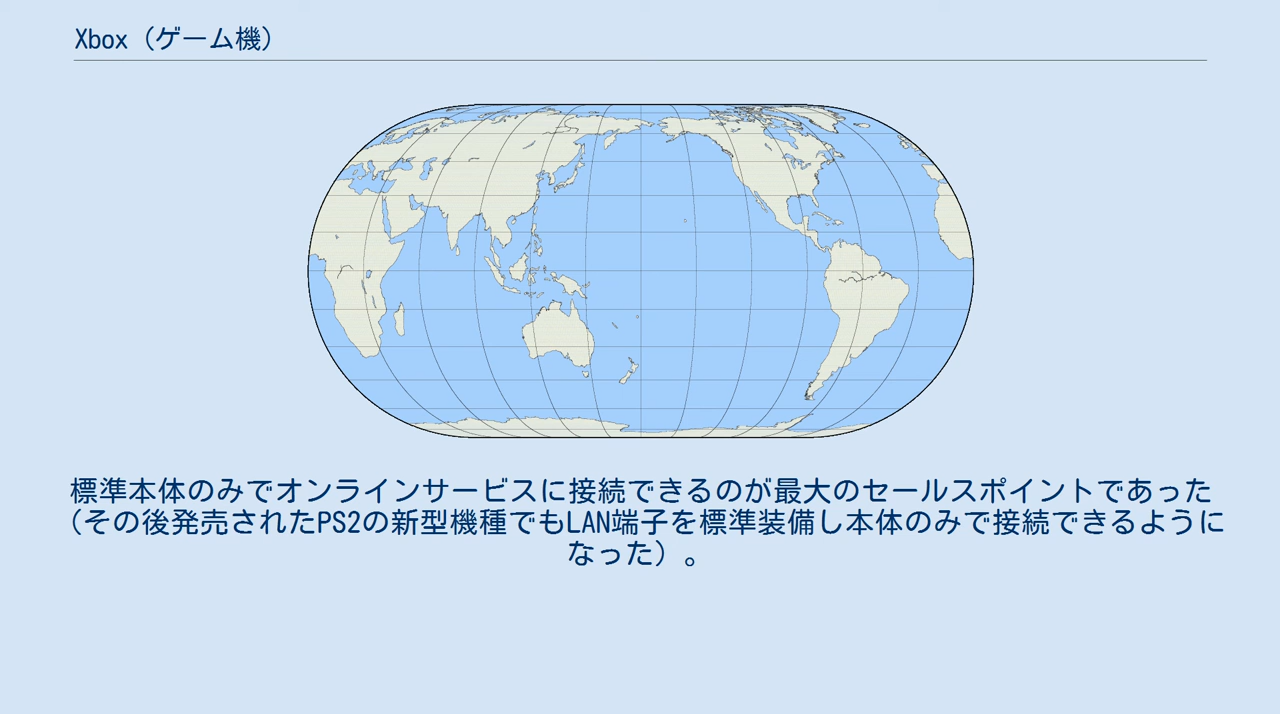 Xbox（ゲーム機）
標準本体のみでオンラインサービスに接続できるのが最大のセールスポイントであった
（その後発売されたPS2の新型機種でもLAN端子を標準装備し本体のみで接続できるように
なった）。